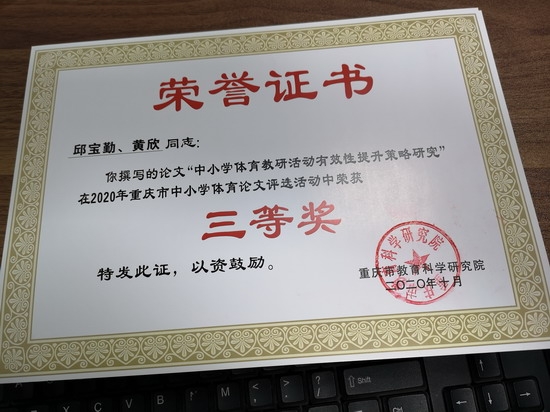 荣誉证书
邱宝勤、黄欣 同志：
你撰写的论文“中小学体育教研活动有效性提升策略研究”
在2020年重庆市中小学体育论文评选活动中荣获
三等奖
特发此证，以资鼓励。
重庆市教育科学研究院
二〇二〇年十月
Shift
Ctrl